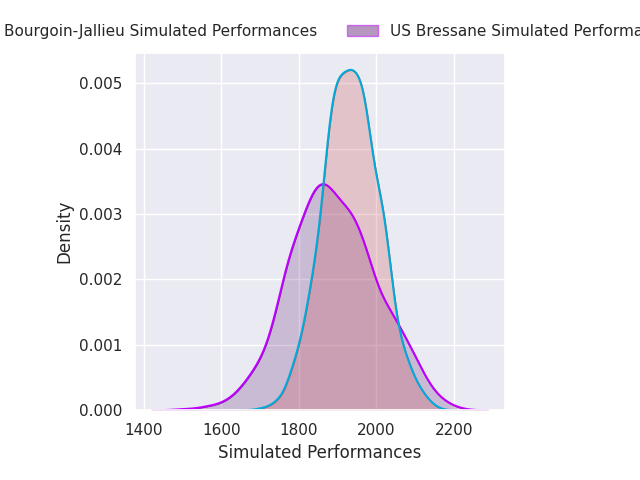 Bourgoin-Jallieu Simulated Performances
US Bressane Simulated Performa
0.005
0.004
0.003
0.002
0.001
0.000
Density
1400 1600 1800 2000 2200
Simulated Performances